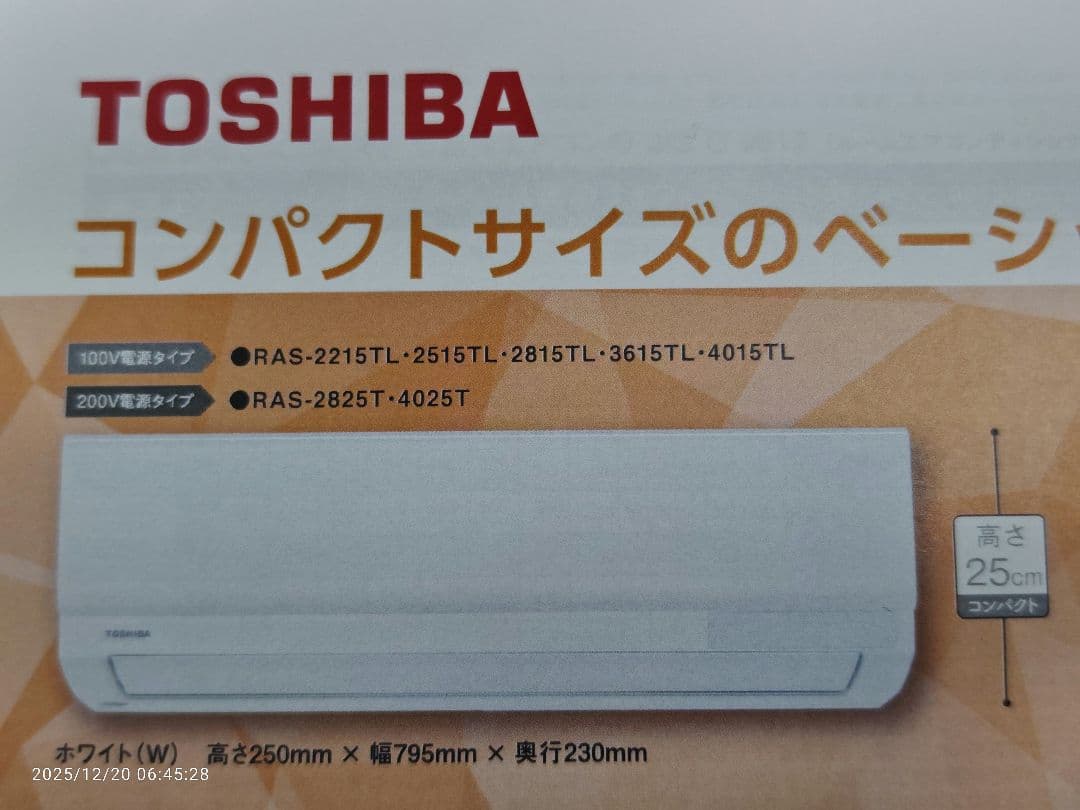 TOSHIBA
コンパクトサイズのベーシ
100V電源タイプ ●RAS-2215TL・2515TL・2815TL・3615TL・4015TL
200V電源タイプ ●RAS-2825T・4025T
高さ
25cm
コンパクト
TOSHIBA
ホワイト(W) 高さ250mm × 幅795mm × 奥行230mm
2025/12/20 06:45:28